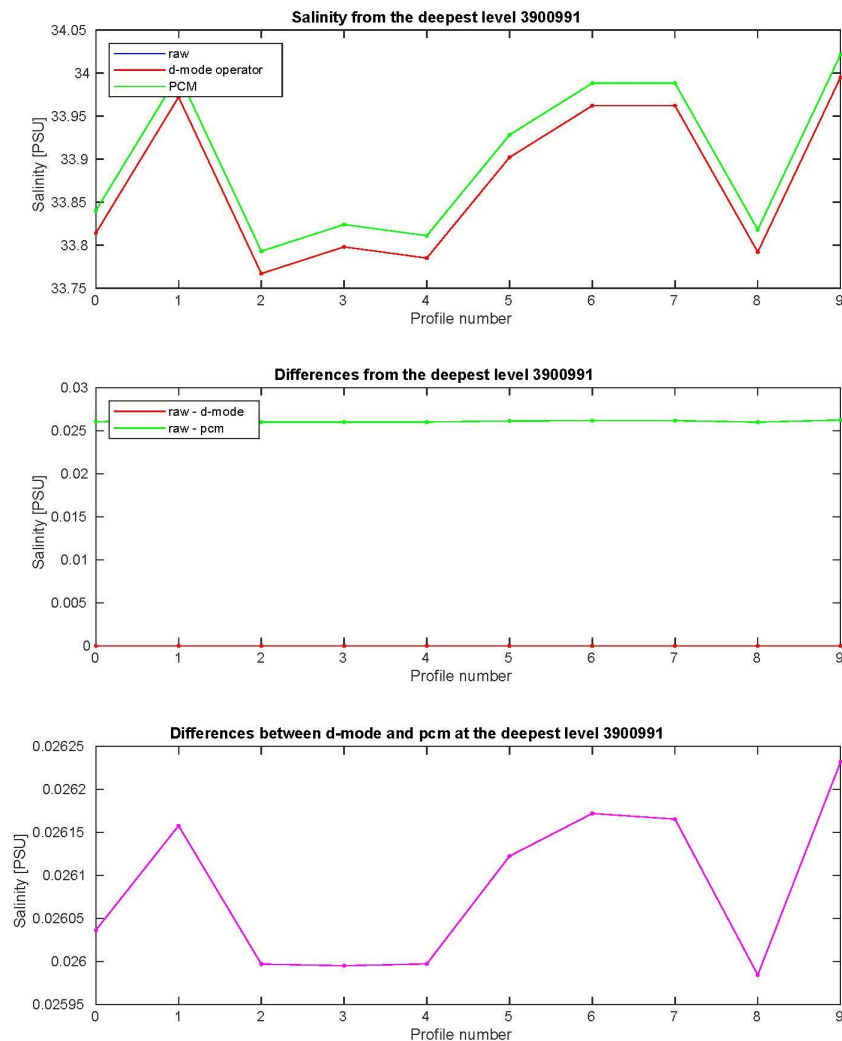 Salinity from the deepest level 3900991
34.05
34
33.95
33.9
33.85
33.8
33.75
Salinity [PSU]
raw
d-mode operator
PCM
0 1 2 3 4 5 6 7 8 9
Profile number
Differences from the deepest level 3900991
0.03
0.025
0.02
0.015
0.01
0.005
0
Salinity [PSU]
raw - d-mode
raw - pcm
0 1 2 3 4 5 6 7 8 9
Profile number
Differences between d-mode and pcm at the deepest level 3900991
0.02625
0.0262
0.02615
0.0261
0.02605
0.026
0.02595
Salinity [PSU]
0 1 2 3 4 5 6 7 8 9
Profile number